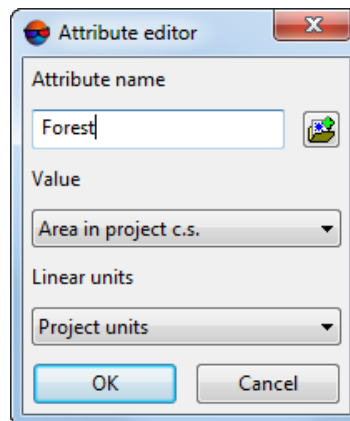 Attribute editor
Attribute name
Forest
Value
Area in project c.s.
Linear units
Project units
OK Cancel